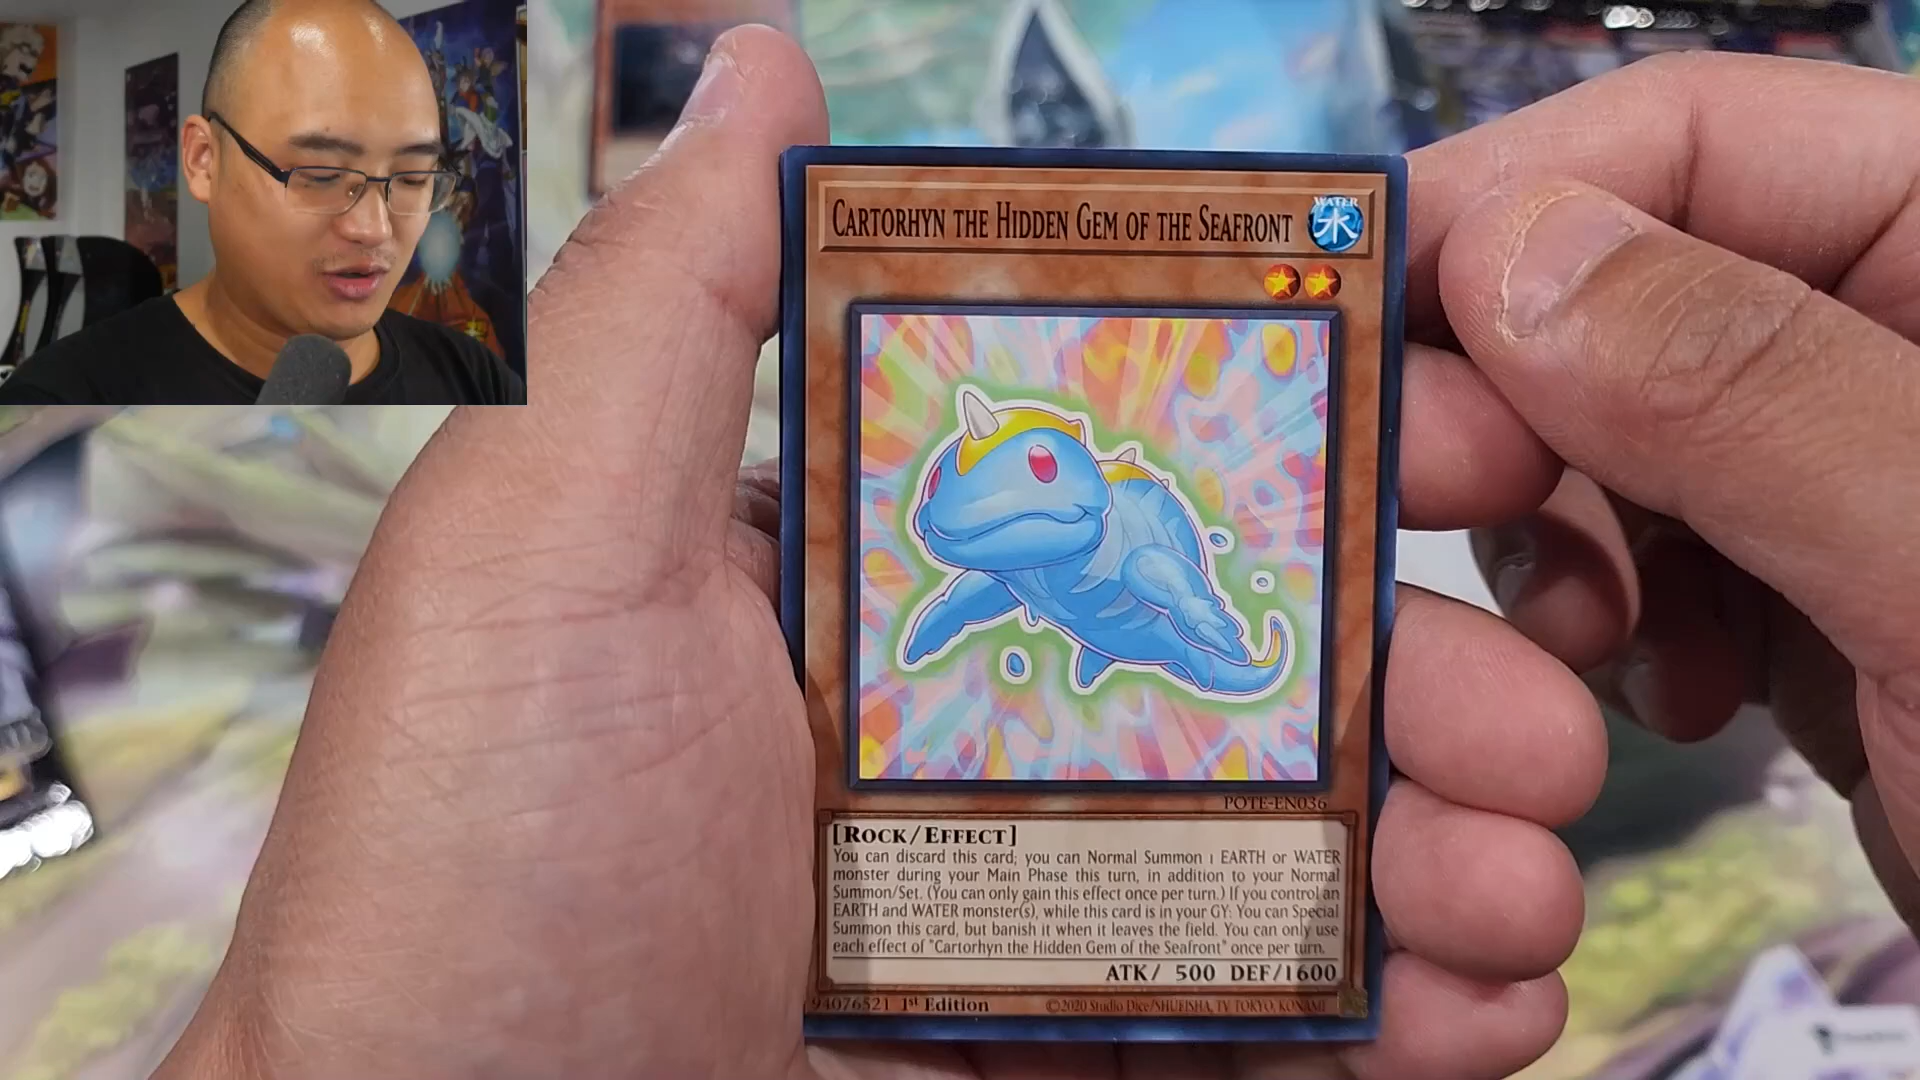 CARTORHYN THE HIDDEN GEM OF THE SEAFRONT
WATER
水
POTE-EN036
[ROCK/EFFECT]
You can discard this card; you can Normal Summon 1 EARTH or WATER
monster during your Main Phase this turn, in addition to your Normal
Summon/Set. (You can only gain this effect once per turn.) If you control an
EARTH and WATER monster(s), while this card is in your GY: You can Special
Summon this card, but banish it when it leaves the field. You can only use
each effect of "Cartorhyn the Hidden Gem of the Seafront" once per turn.
ATK/ 500 DEF/1600
94076521 1st Edition ©2020 Studio Dice/SHUEISHA, TV TOKYO, KONAMI